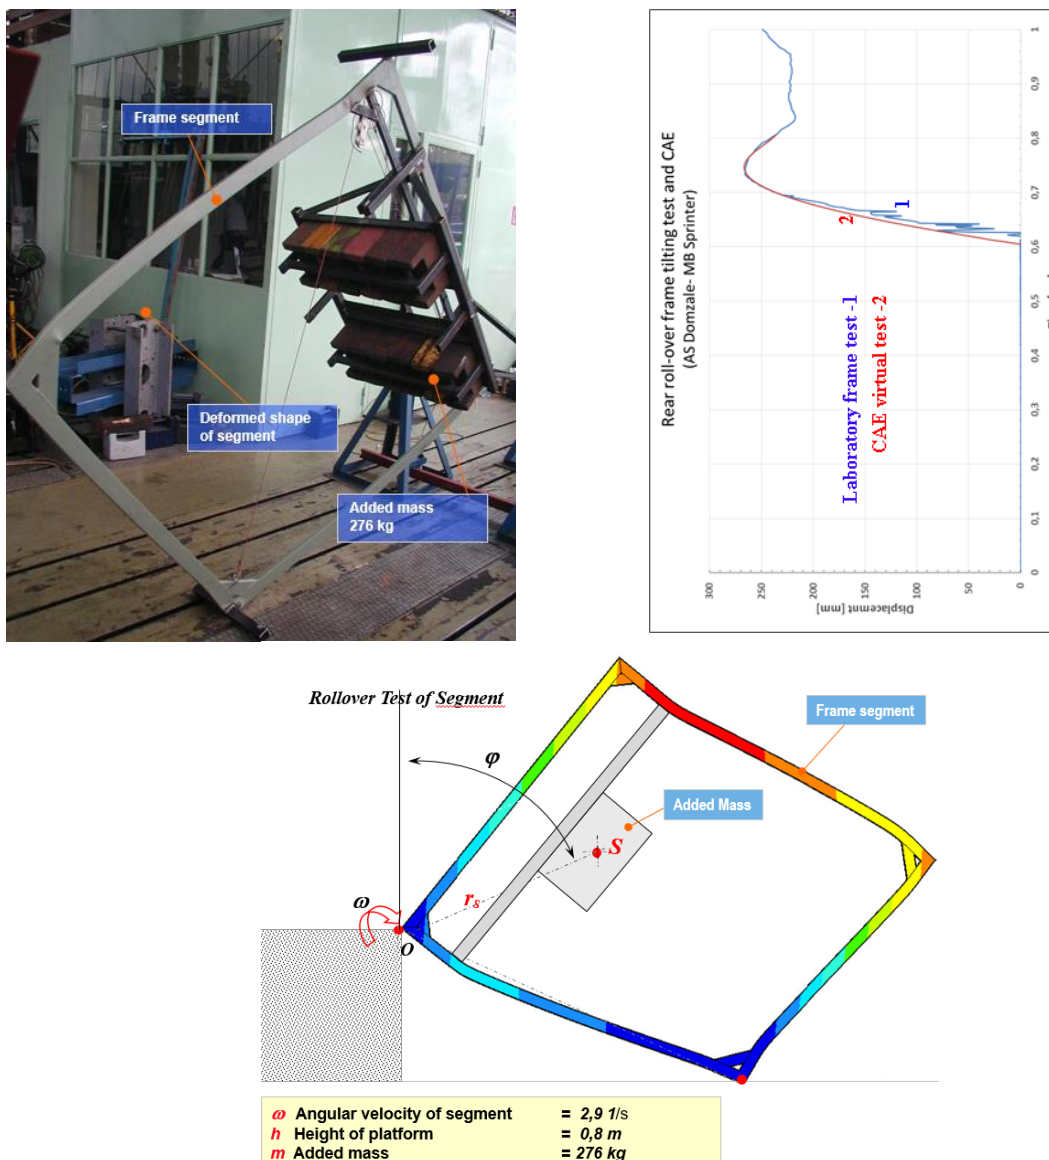 Frame segment
Deformed shape
of segment
Added mass
276 kg
Rear roll-over frame tilting test and CAE
(AS Domzale- MB Sprinter)
Laboratory frame test -1
CAE virtual test -2
1
2
0
0,1
0,2
0,3
0,4
0,5
0,6
0,7
0,8
0,9
1
300
250
200
150
100
50
0
Displacemnt [mm]
Rollover Test of Segment
φ
Frame segment
Added Mass
S
rs
ω
O
ω Angular velocity of segment = 2,9 1/s
h Height of platform = 0,8 m
m Added mass = 276 kg